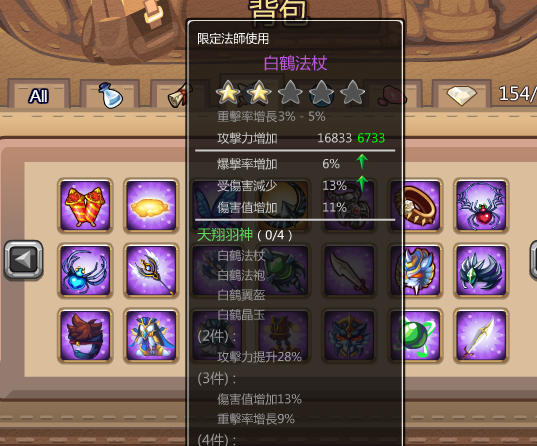 背包
限定法師使用
白鶴法杖
All
154/
重擊率增長3% - 5%
攻擊力增加 16833 6733
爆擊率增加 6%
受傷害減少 13%
傷害值增加 11%
天翔羽神 ( 0/4 )
白鶴法杖
白鶴法袍
白鶴翼盔
白鶴晶玉
(2件) :
攻擊力提升28%
(3件) :
傷害值增加13%
重擊率增長9%
(4件) :